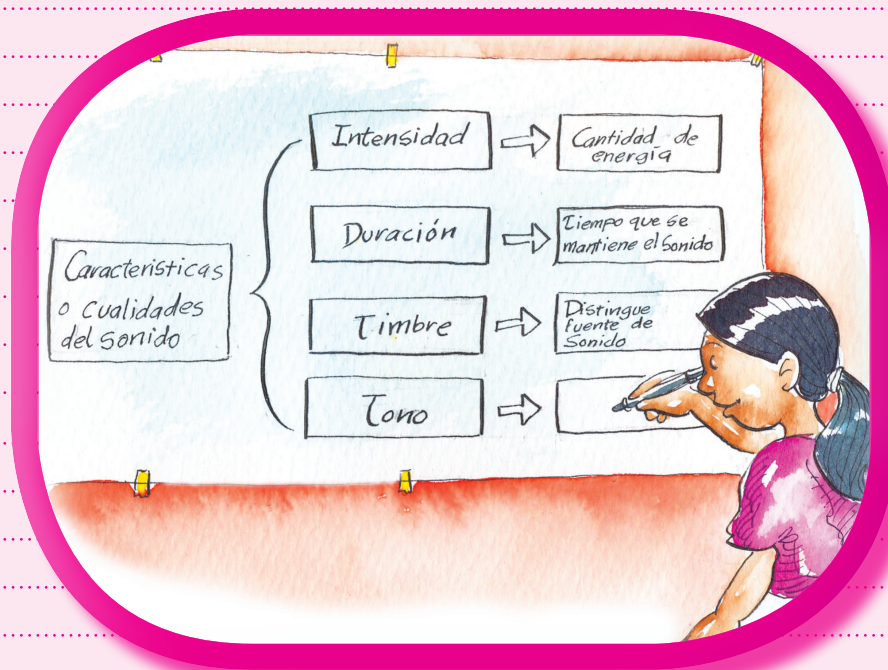 Caracteristicas
o cualidades
del sonido
Intensidad
Cantidad de
energía
Duración
Tiempo que se
mantiene el Sonido
Timbre
Distingue
fuente de
Sonido
Tono